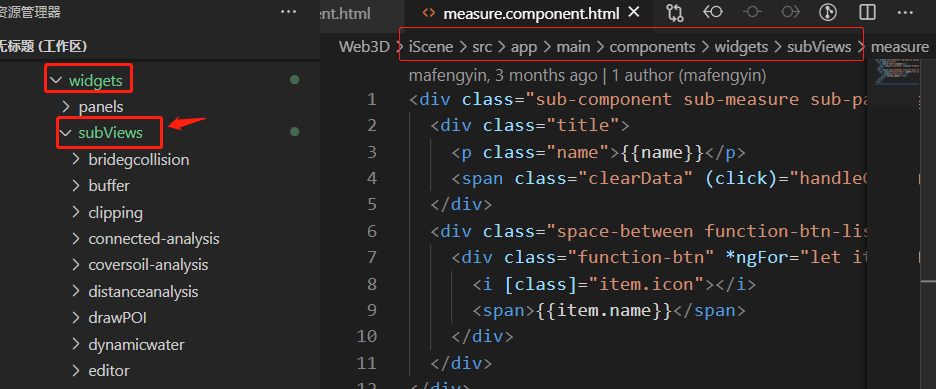 资源管理器
无标题 (工作区)
widgets
panels
subViews
bridegcollision
buffer
clipping
connected-analysis
coversoil-analysis
distanceanalysis
drawPOI
dynamicwater
editor
ent.html
<> measure.component.html ×
Web3D > iScene > src > app > main > components > widgets > subViews > measure
mafengyin, 3 months ago | 1 author (mafengyin)
1 <div class="sub-component sub-measure sub-pa
2 <div class="title">
3 <p class="name">{{name}}</p>
4 <span class="clearData" (click)="handleC
5 </div>
6 <div class="space-between function-btn-lis
7 <div class="function-btn" *ngFor="let it
8 <i [class]="item.icon"></i>
9 <span>{{item.name}}</span>
10 </div>
11 </div>
12 </div>